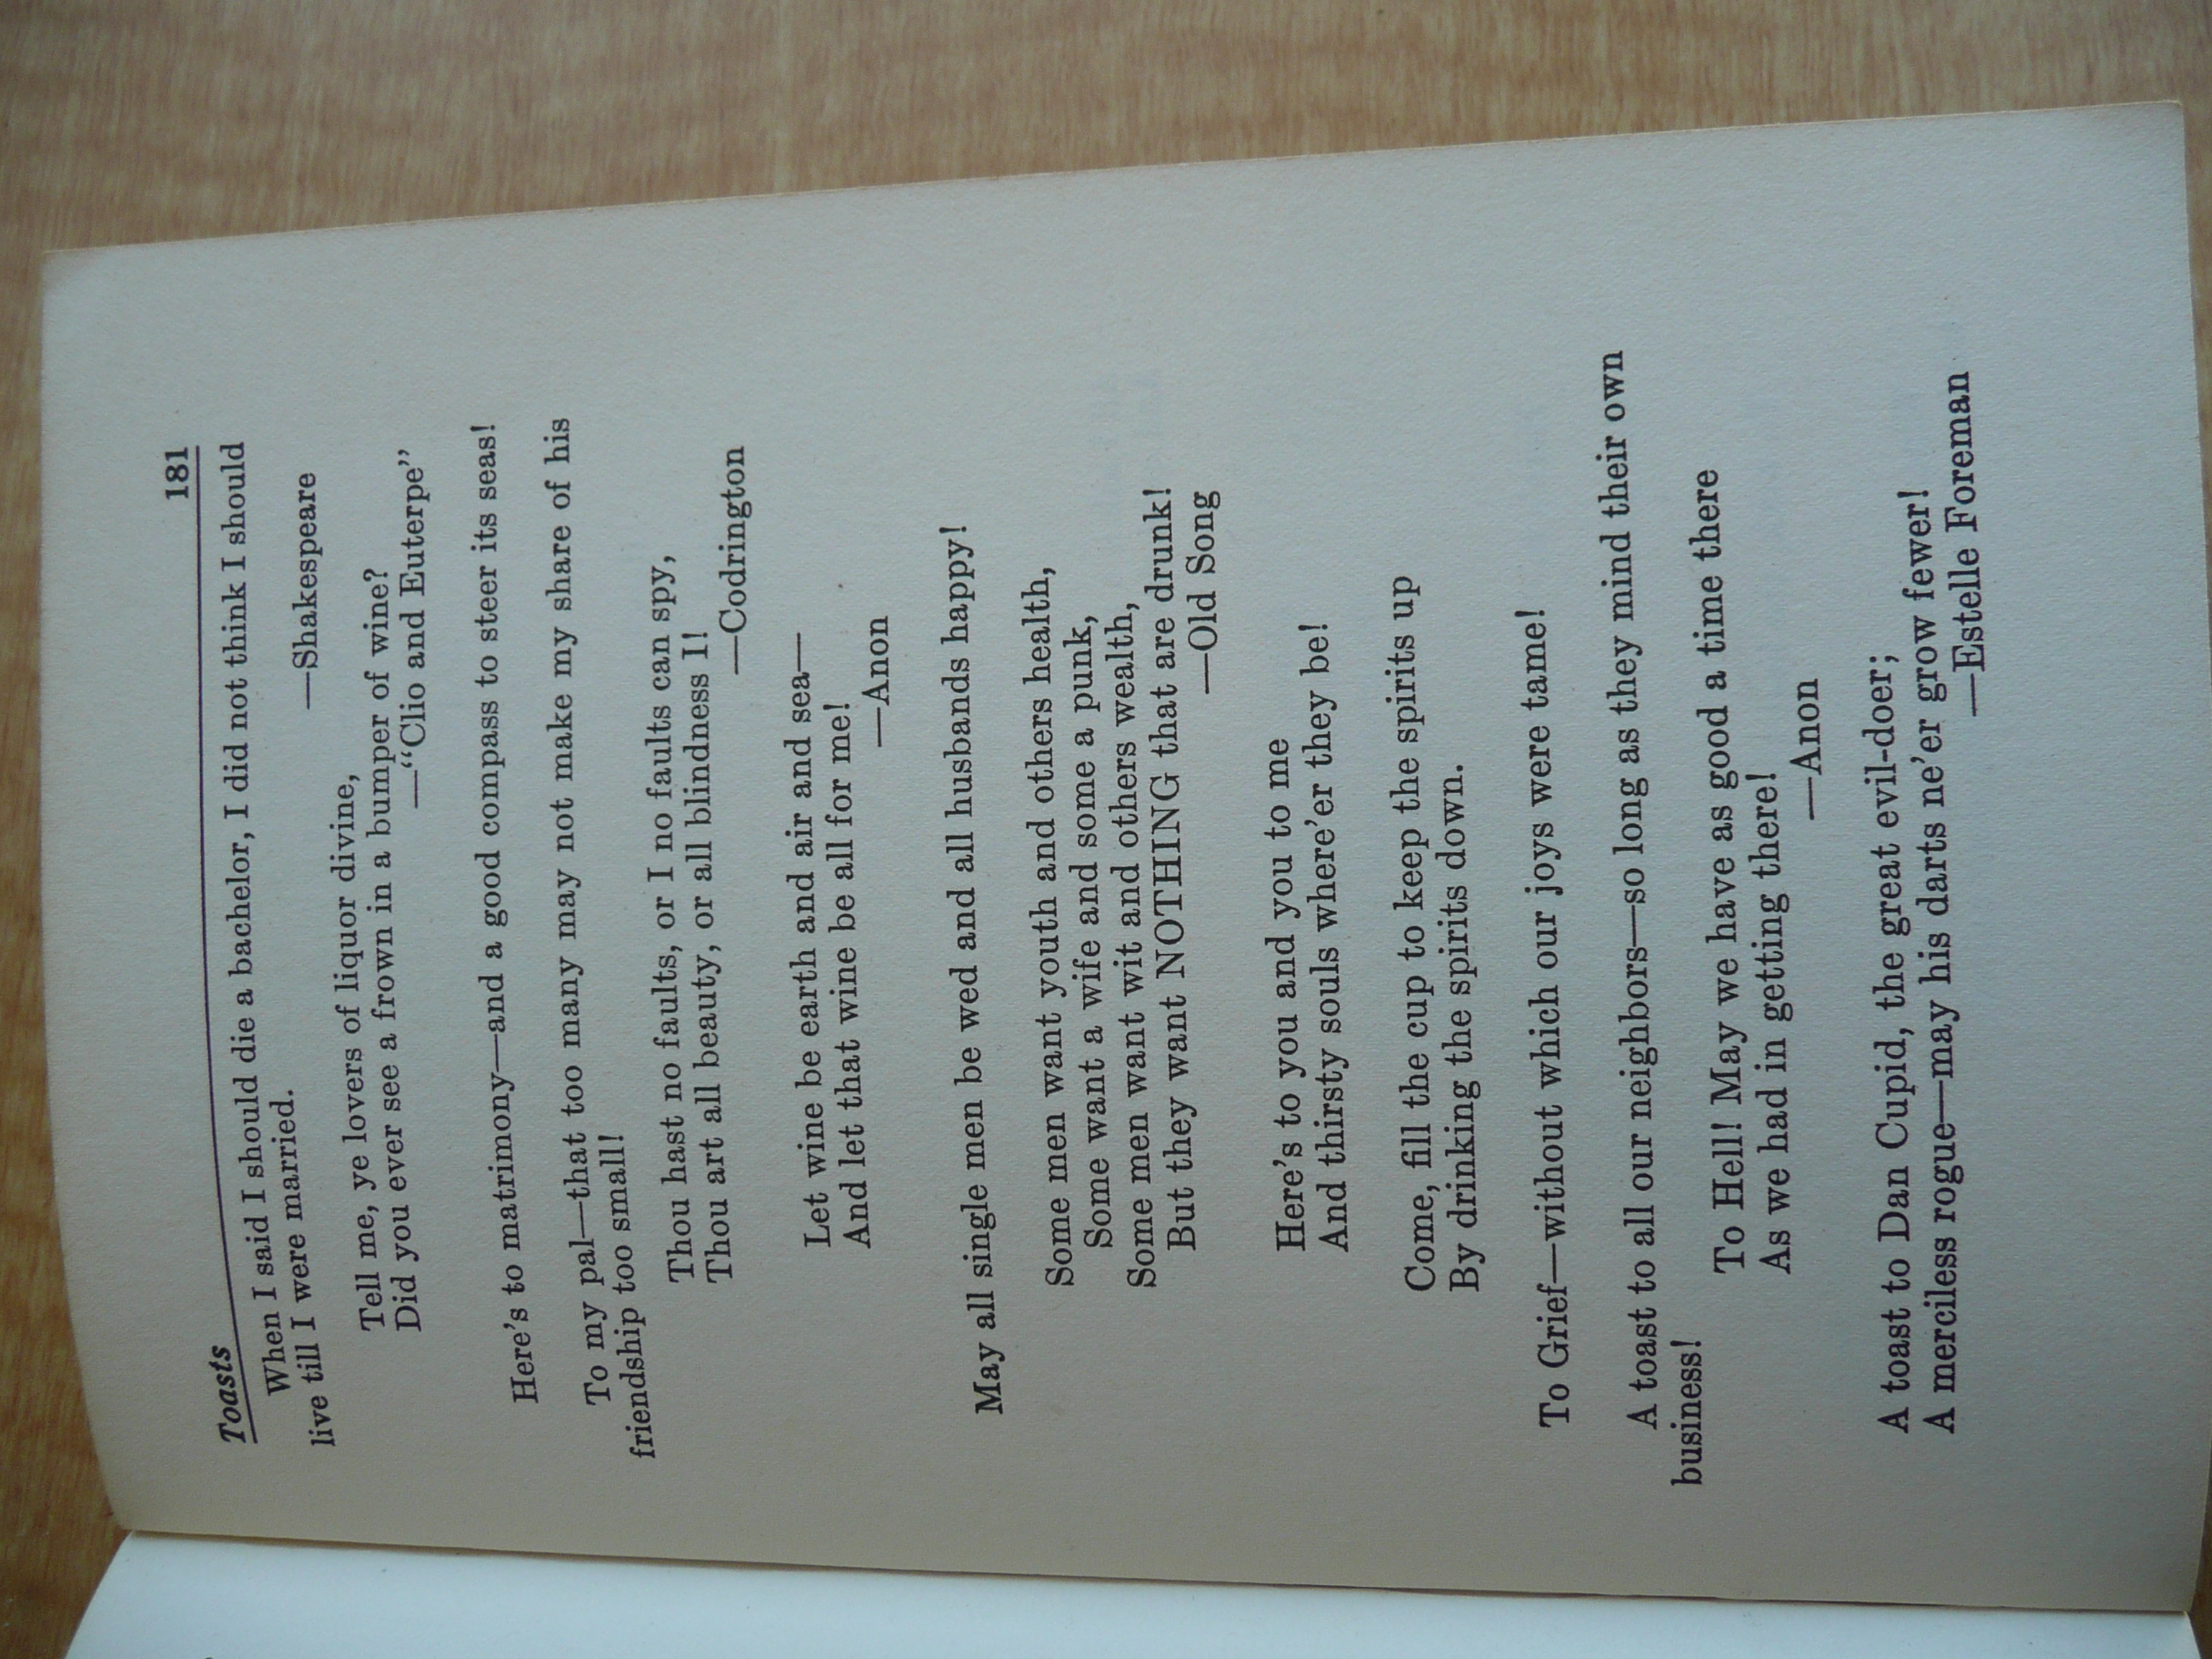 Toasts 181
When I said I should die a bachelor, I did not think I should
live till I were married.
—Shakespeare
Tell me, ye lovers of liquor divine,
Did you ever see a frown in a bumper of wine?
—“Clio and Euterpe”
Here's to matrimony—and a good compass to steer its seas!
To my pal—that too many may not make my share of his
friendship too small!
Thou hast no faults, or I no faults can spy,
Thou art all beauty, or all blindness I!
—Codrington
Let wine be earth and air and sea—
And let that wine be all for me!
—Anon
May all single men be wed and all husbands happy!
Some men want youth and others health,
Some want a wife and some a punk,
Some men want wit and others wealth,
But they want NOTHING that are drunk!
—Old Song
Here's to you and you to me
And thirsty souls where'er they be!
Come, fill the cup to keep the spirits up
By drinking the spirits down.
To Grief—without which our joys were tame!
A toast to all our neighbors—so long as they mind their own
business!
To Hell! May we have as good a time there
As we had in getting there!
—Anon
A toast to Dan Cupid, the great evil-doer;
A merciless rogue—may his darts ne'er grow fewer!
—Estelle Foreman